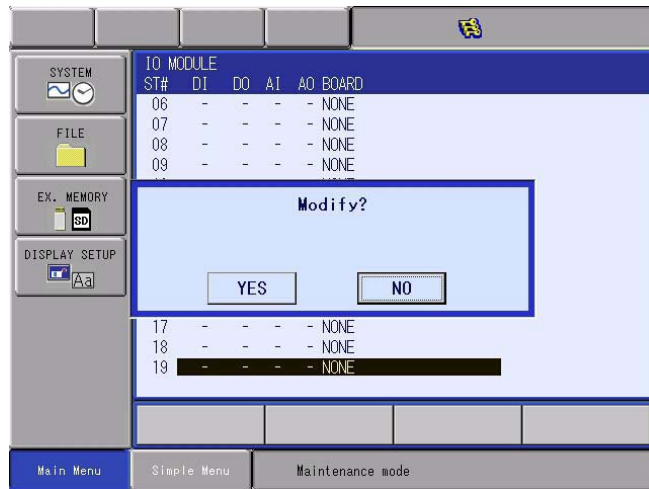 SYSTEM
FILE
EX. MEMORY
SD
DISPLAY SETUP
Aa
IO MODULE
ST# DI DO AI AO BOARD
06 - - - - NONE
07 - - - - NONE
08 - - - - NONE
09 - - - - NONE
Modify?
YES NO
17 - - - - NONE
18 - - - - NONE
19 - - - - NONE
Main Menu Simple Menu Maintenance mode